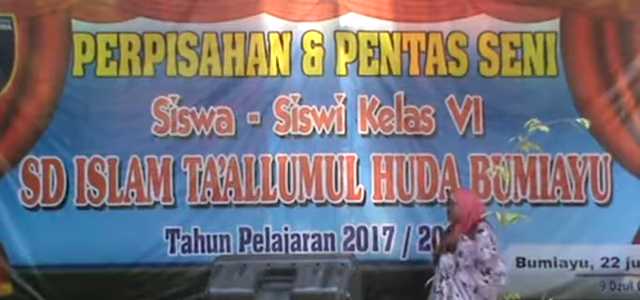 PERPISAHAN & PENTAS SENI
Siswa - Siswi Kelas VI
SD ISLAM TA'ALLUMUL HUDA BUMIAYU
Tahun Pelajaran 2017 / 20
Bumiayu, 22 ju